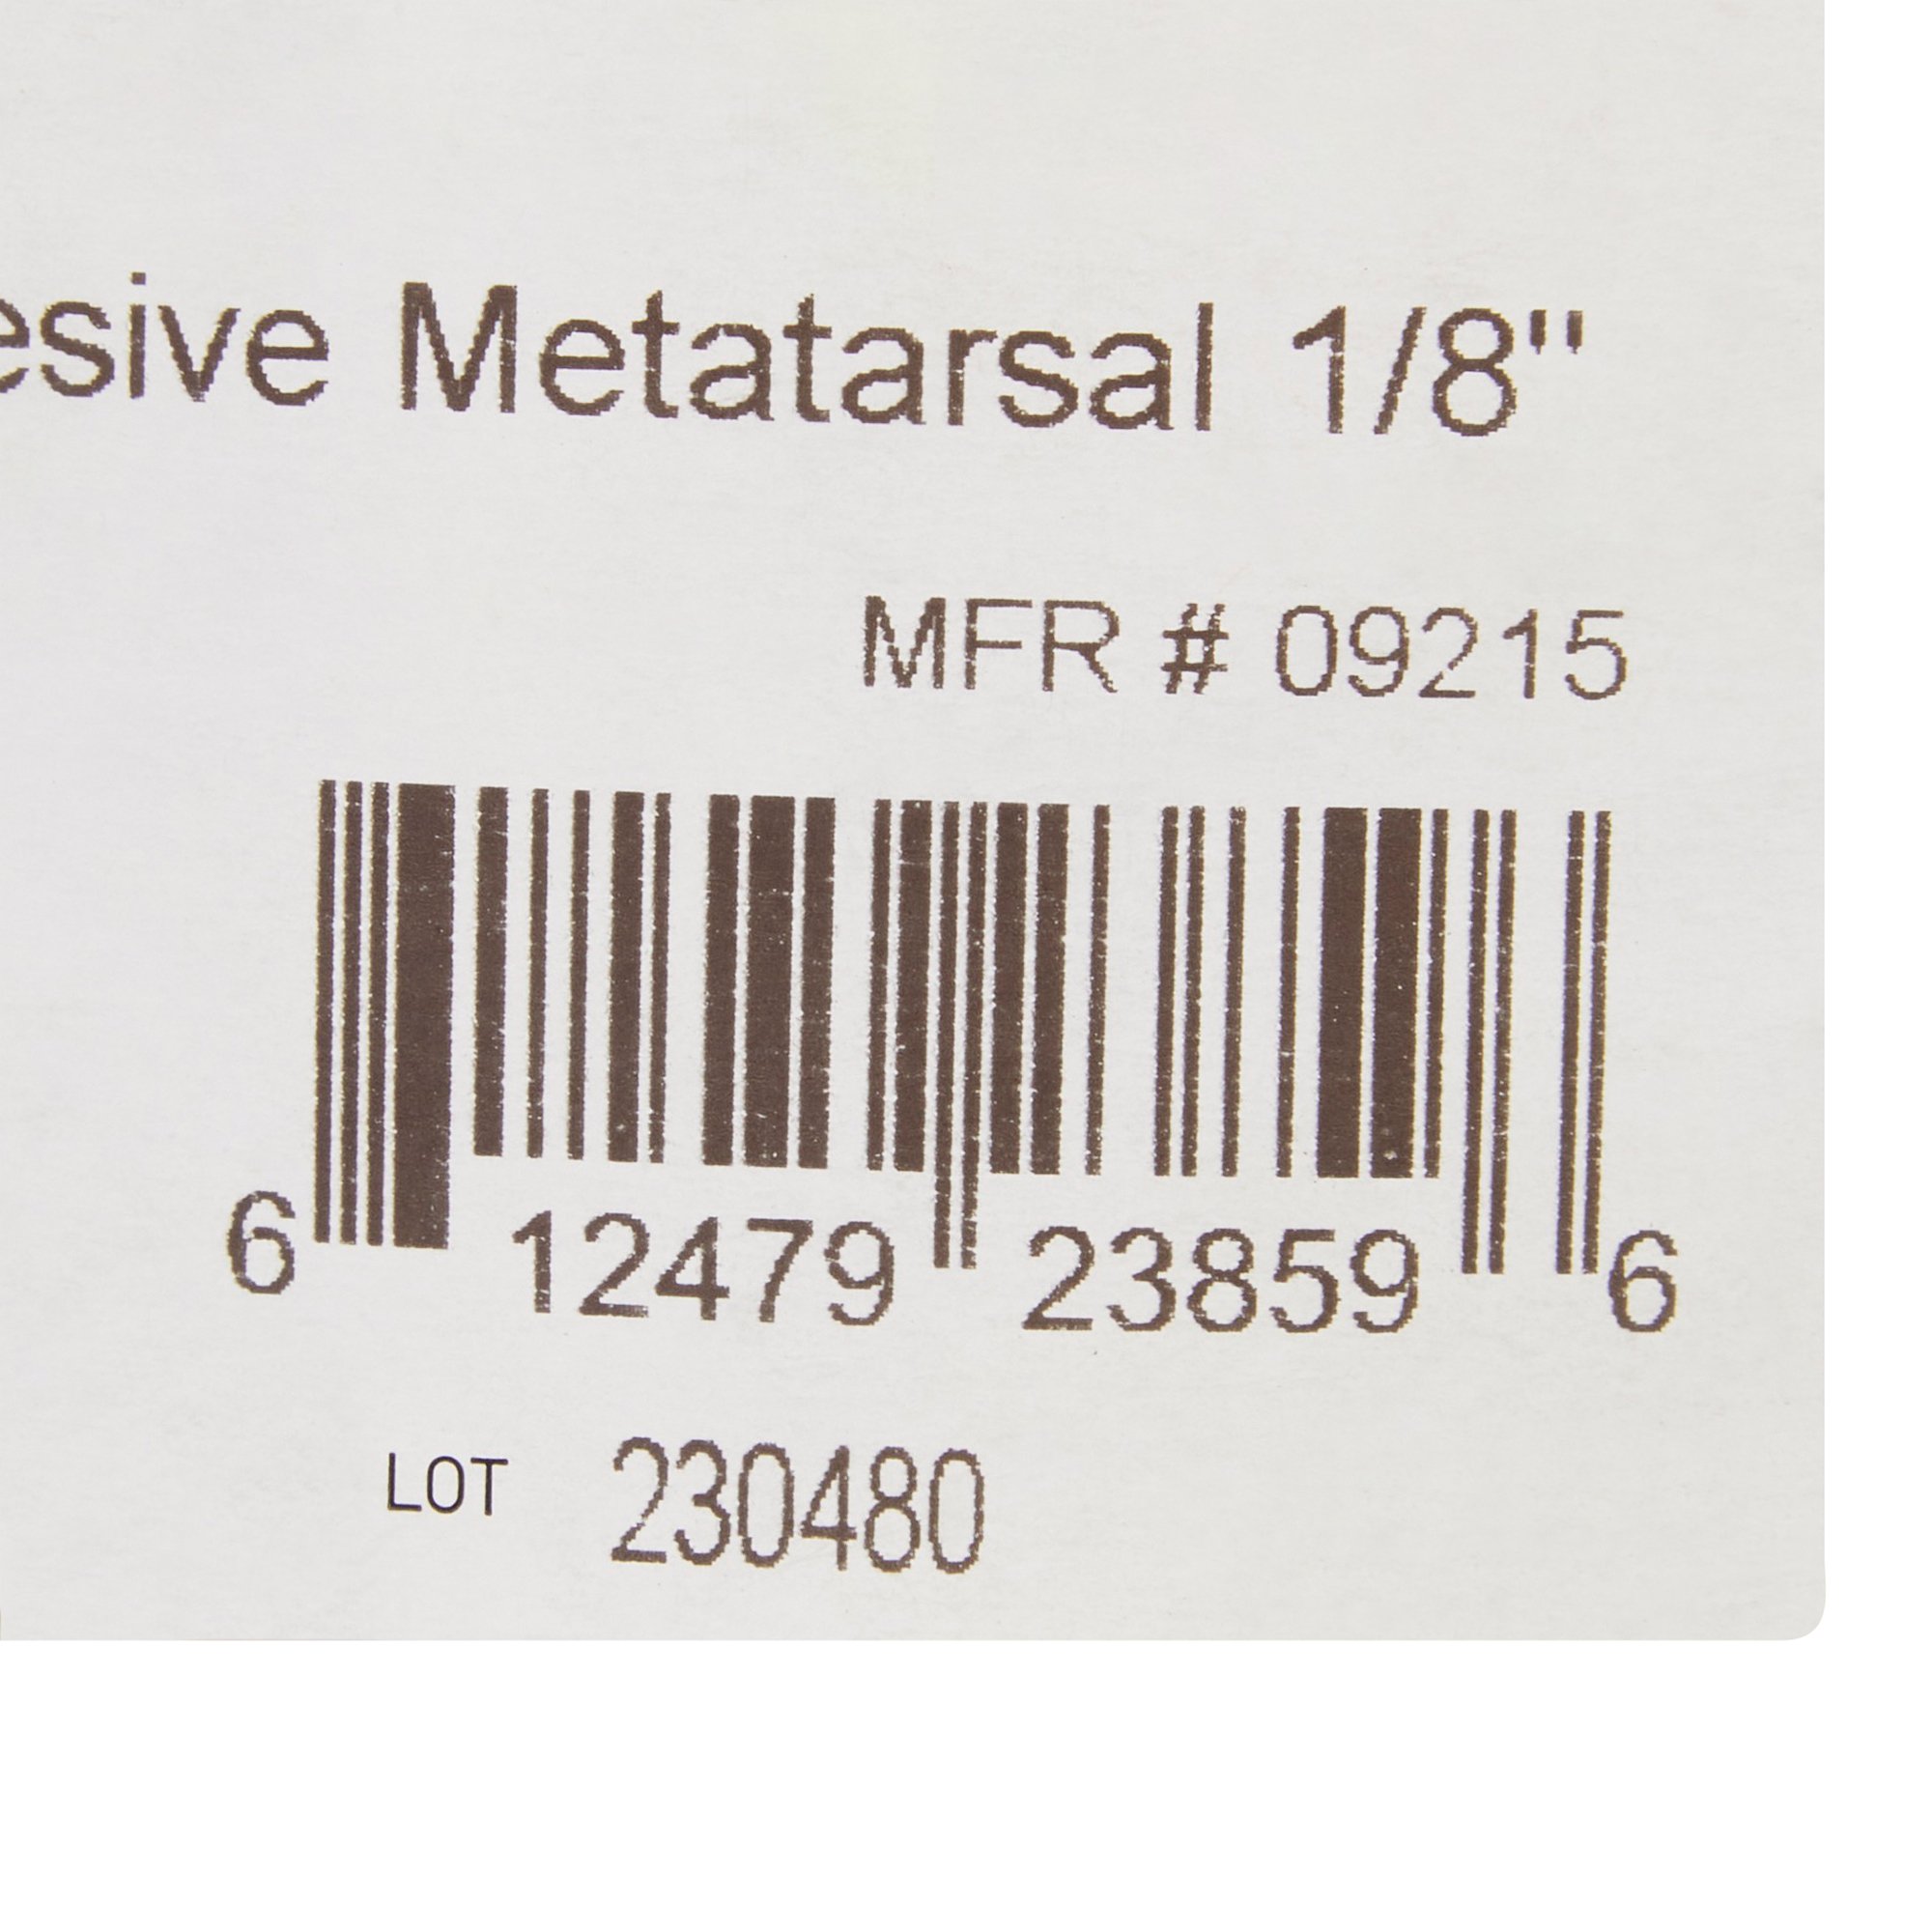 esive Metatarsal 1/8"
MFR # 09215
6 12479 23859 6
LOT 230480